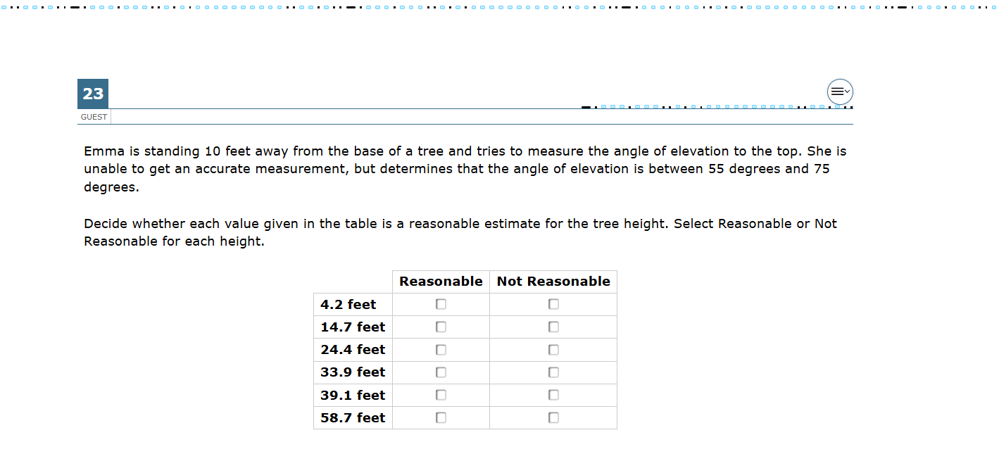 23
GUEST
Emma is standing 10 feet away from the base of a tree and tries to measure the angle of elevation to the top. She is
unable to get an accurate measurement, but determines that the angle of elevation is between 55 degrees and 75
degrees.
Decide whether each value given in the table is a reasonable estimate for the tree height. Select Reasonable or Not
Reasonable for each height.
Reasonable Not Reasonable
4.2 feet
14.7 feet
24.4 feet
33.9 feet
39.1 feet
58.7 feet